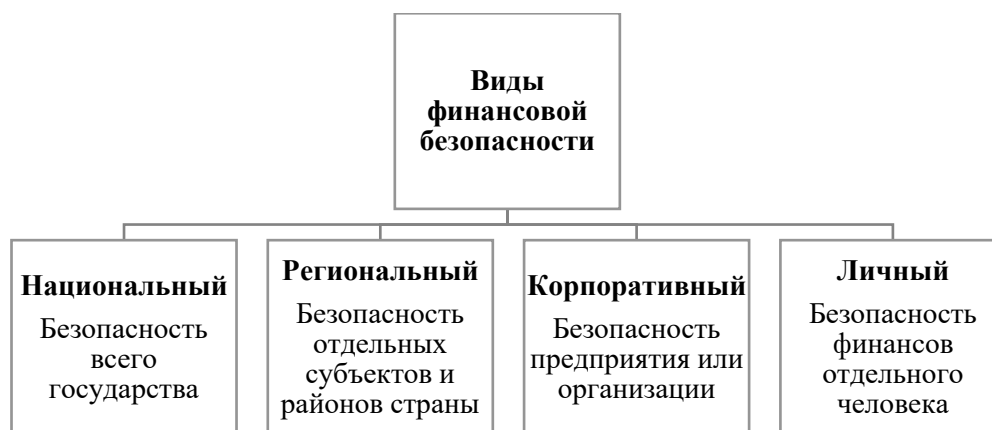 Виды
финансовой
безопасности
Национальный
Безопасность
всего
государства
Региональный
Безопасность
отдельных
субъектов и
районов страны
Корпоративный
Безопасность
предприятия или
организации
Личный
Безопасность
финансов
отдельного
человека